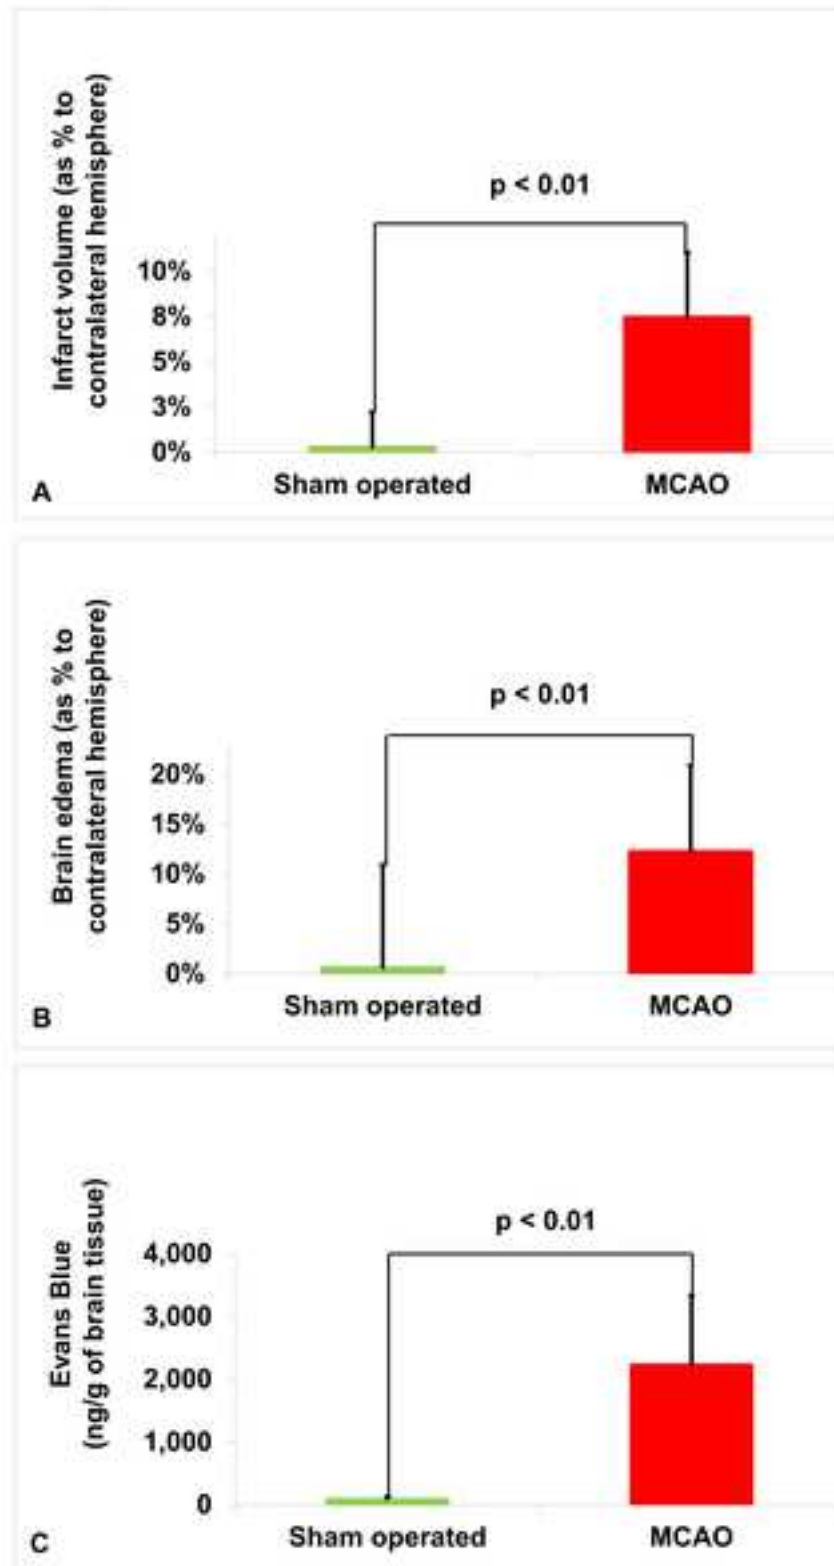 Infarct volume (as % to
contralateral hemisphere)
p < 0.01
10%
8%
5%
3%
0%
Sham operated
MCAO
A
Brain edema (as % to
contralateral hemisphere)
p < 0.01
20%
15%
10%
5%
0%
Sham operated
MCAO
B
Evans Blue
(ng/g of brain tissue)
p < 0.01
4,000
3,000
2,000
1,000
0
Sham operated
MCAO
C